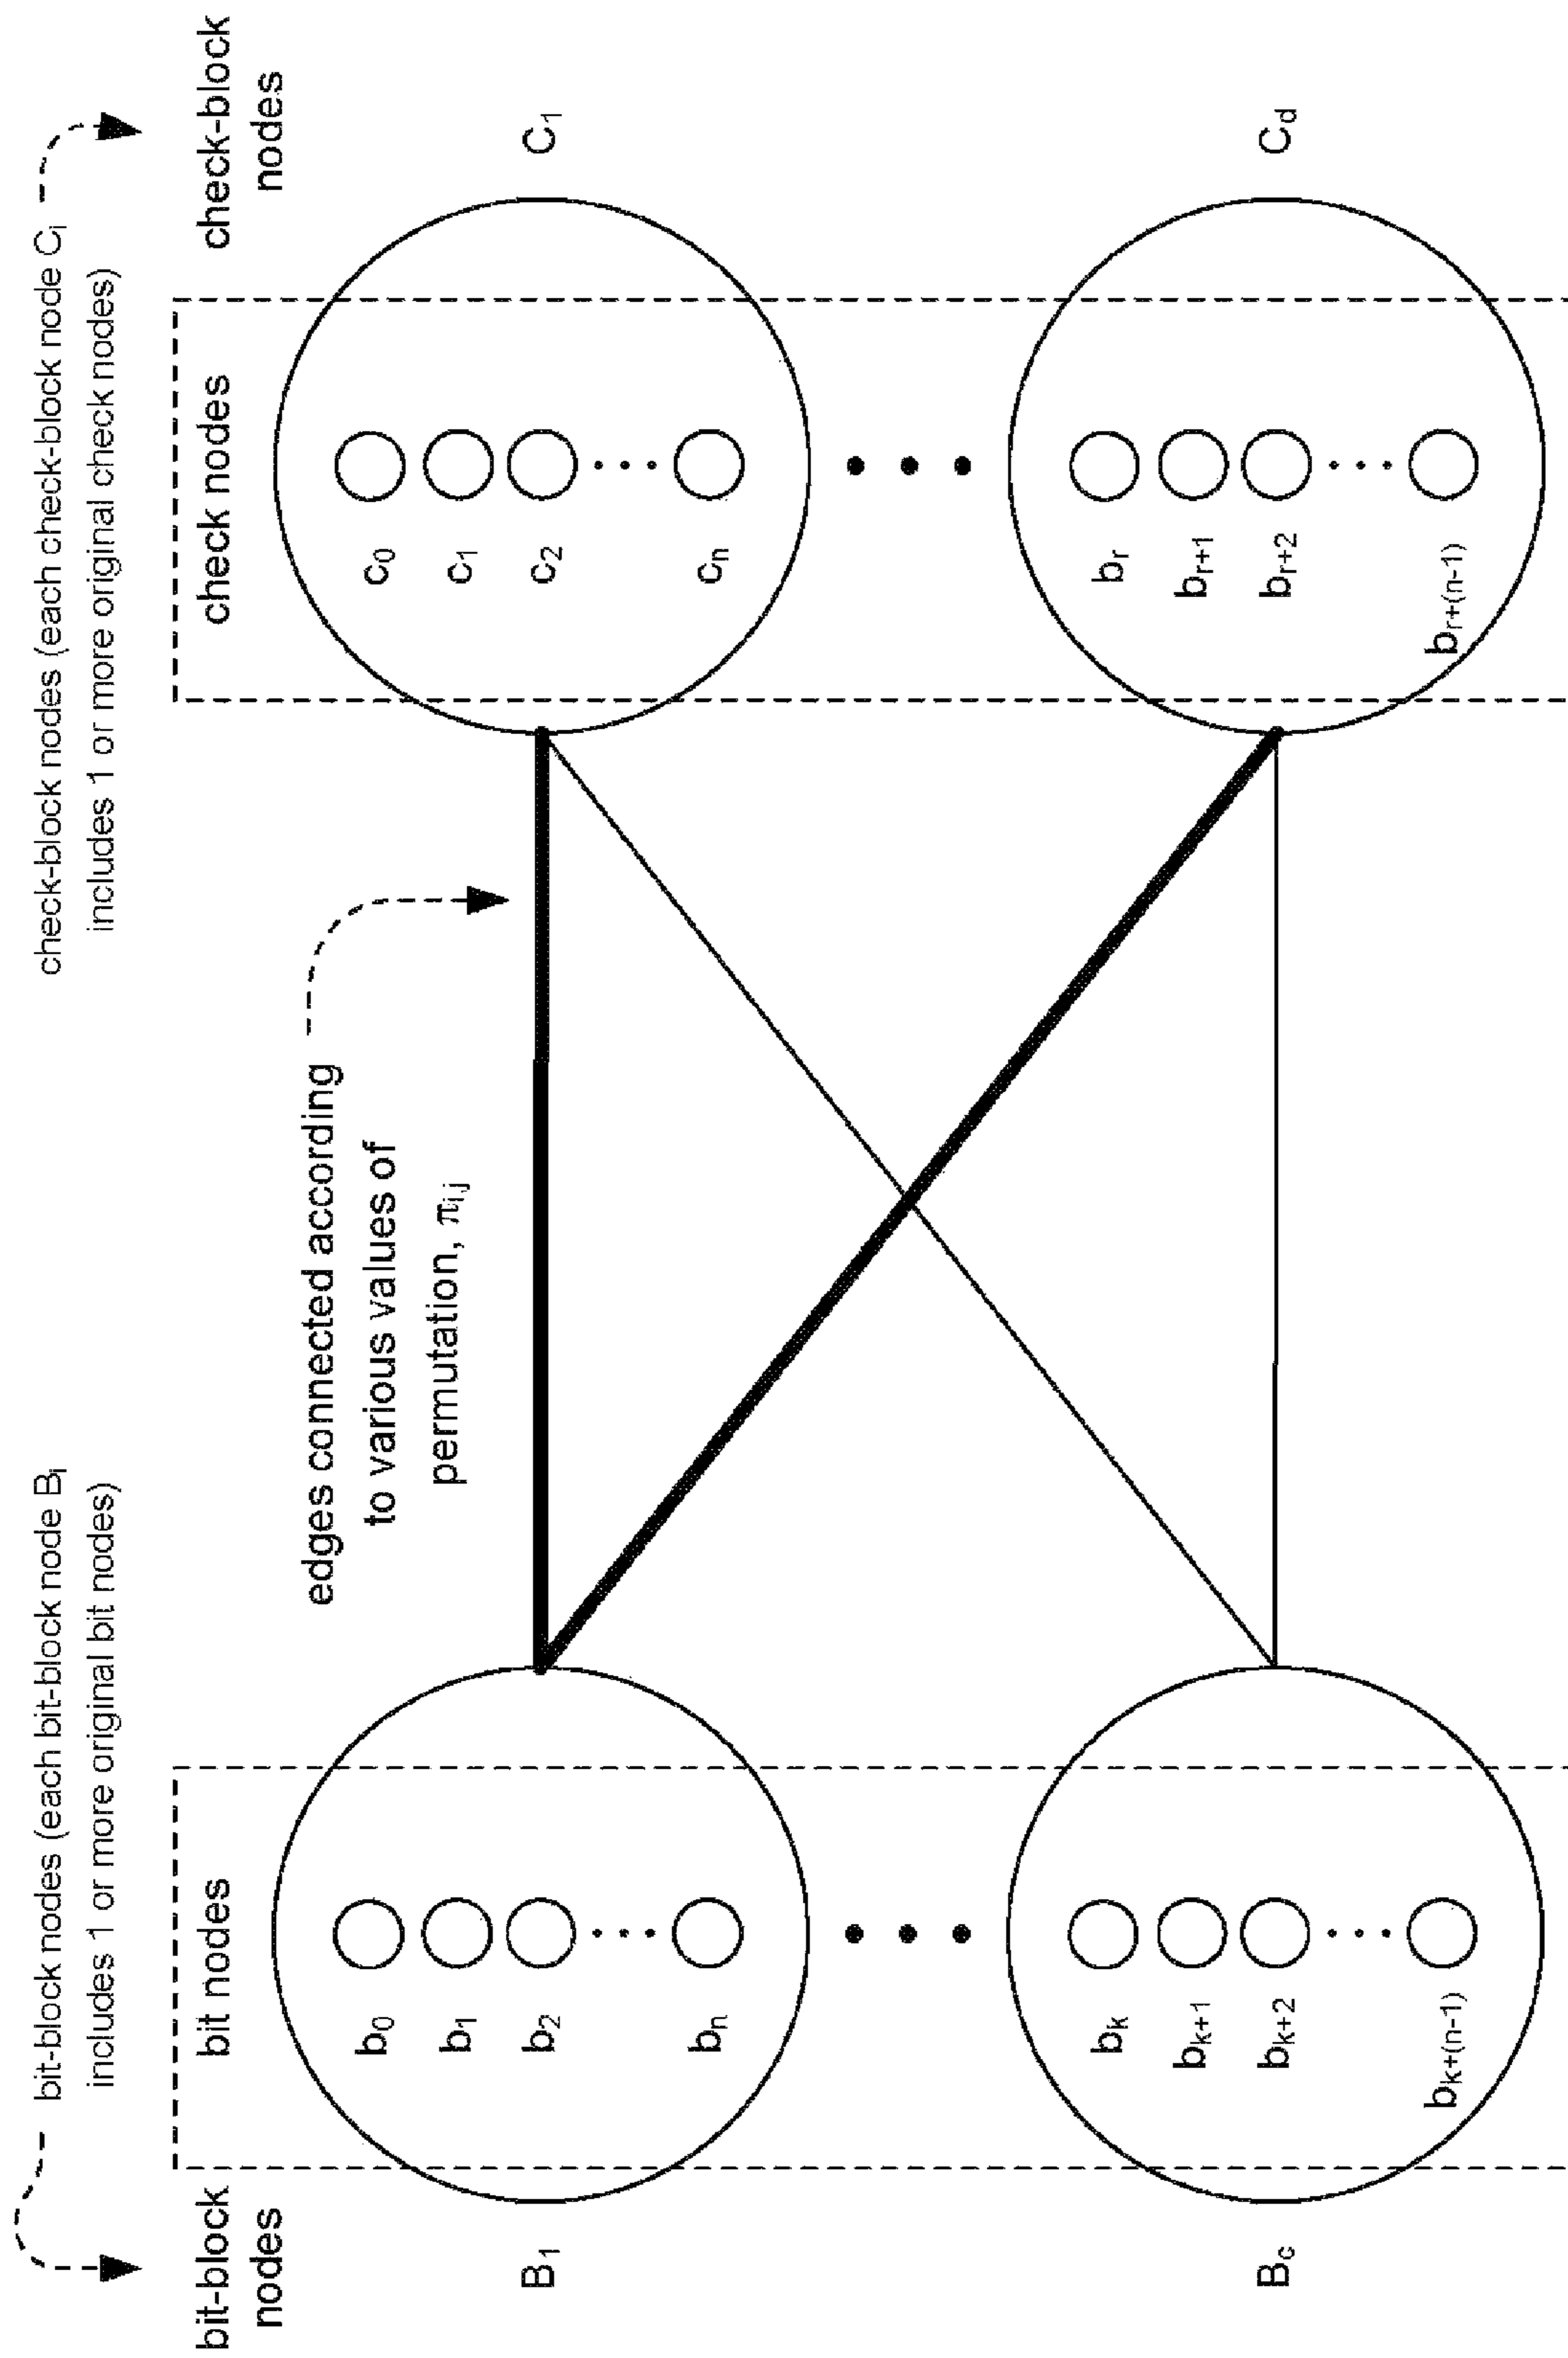 bit-block nodes (each bit-block node Bi
includes 1 or more original bit nodes)
check-block nodes (each check-block node Ci
includes 1 or more original check nodes)
bit-block
nodes
bit nodes
check nodes
check-block
nodes
edges connected according
to various values of
permutation, πi,j
B1
b0
b1
b2
bn
c0
c1
c2
cn
C1
Bc
bk
bk+1
bk+2
bk+(n-1)
br
br+1
br+2
br+(n-1)
Cd